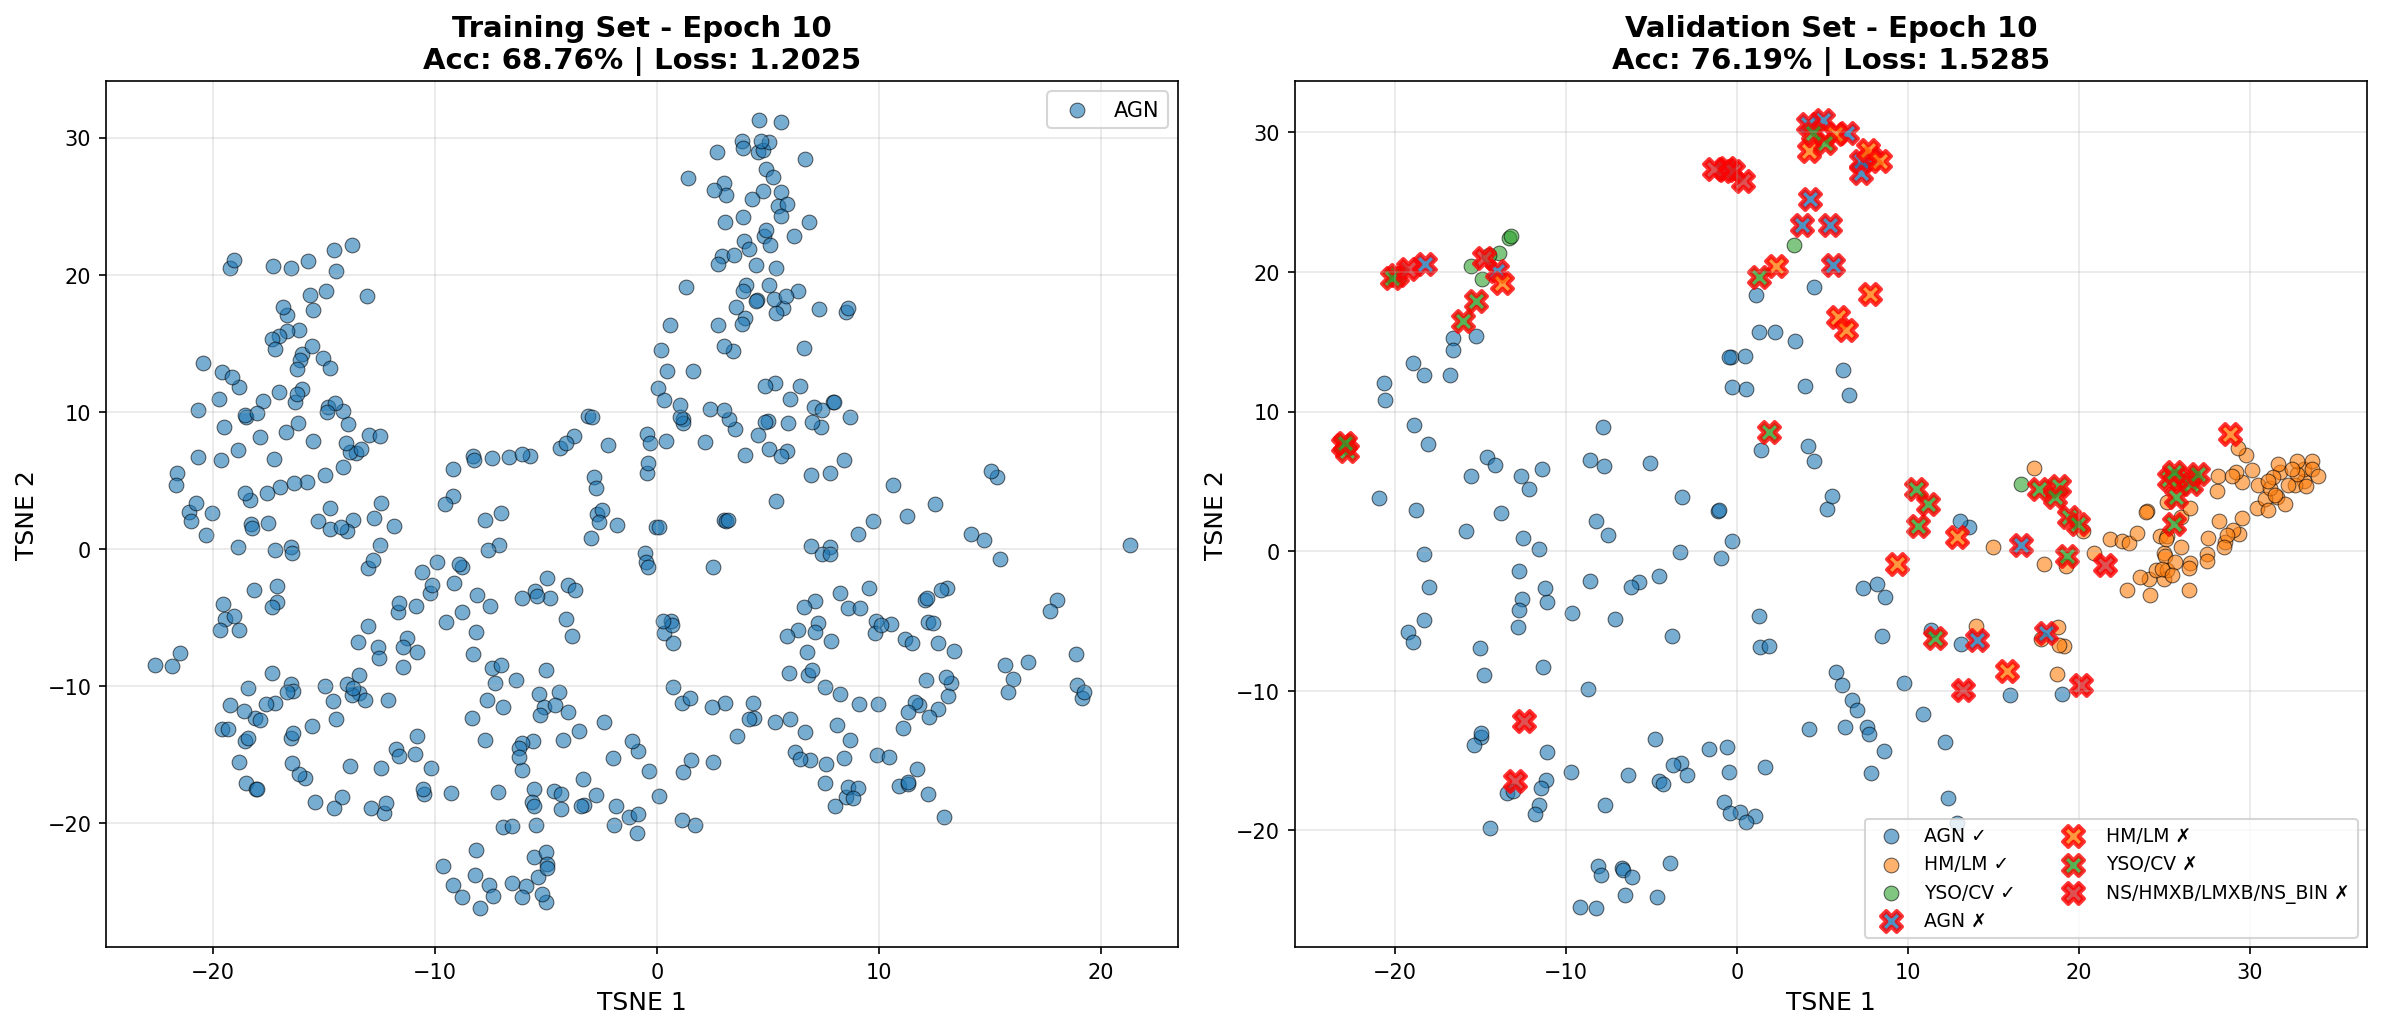 Training Set - Epoch 10
Acc: 68.76% | Loss: 1.2025
AGN
30
20
10
0
−10
−20
TSNE 2
−20
−10
0
10
20
TSNE 1
Validation Set - Epoch 10
Acc: 76.19% | Loss: 1.5285
30
20
10
0
−10
−20
TSNE 2
−20
−10
0
10
20
30
TSNE 1
AGN ✓
HM/LM ✓
YSO/CV ✓
AGN ✗
HM/LM ✗
YSO/CV ✗
NS/HMXB/LMXB/NS_BIN ✗